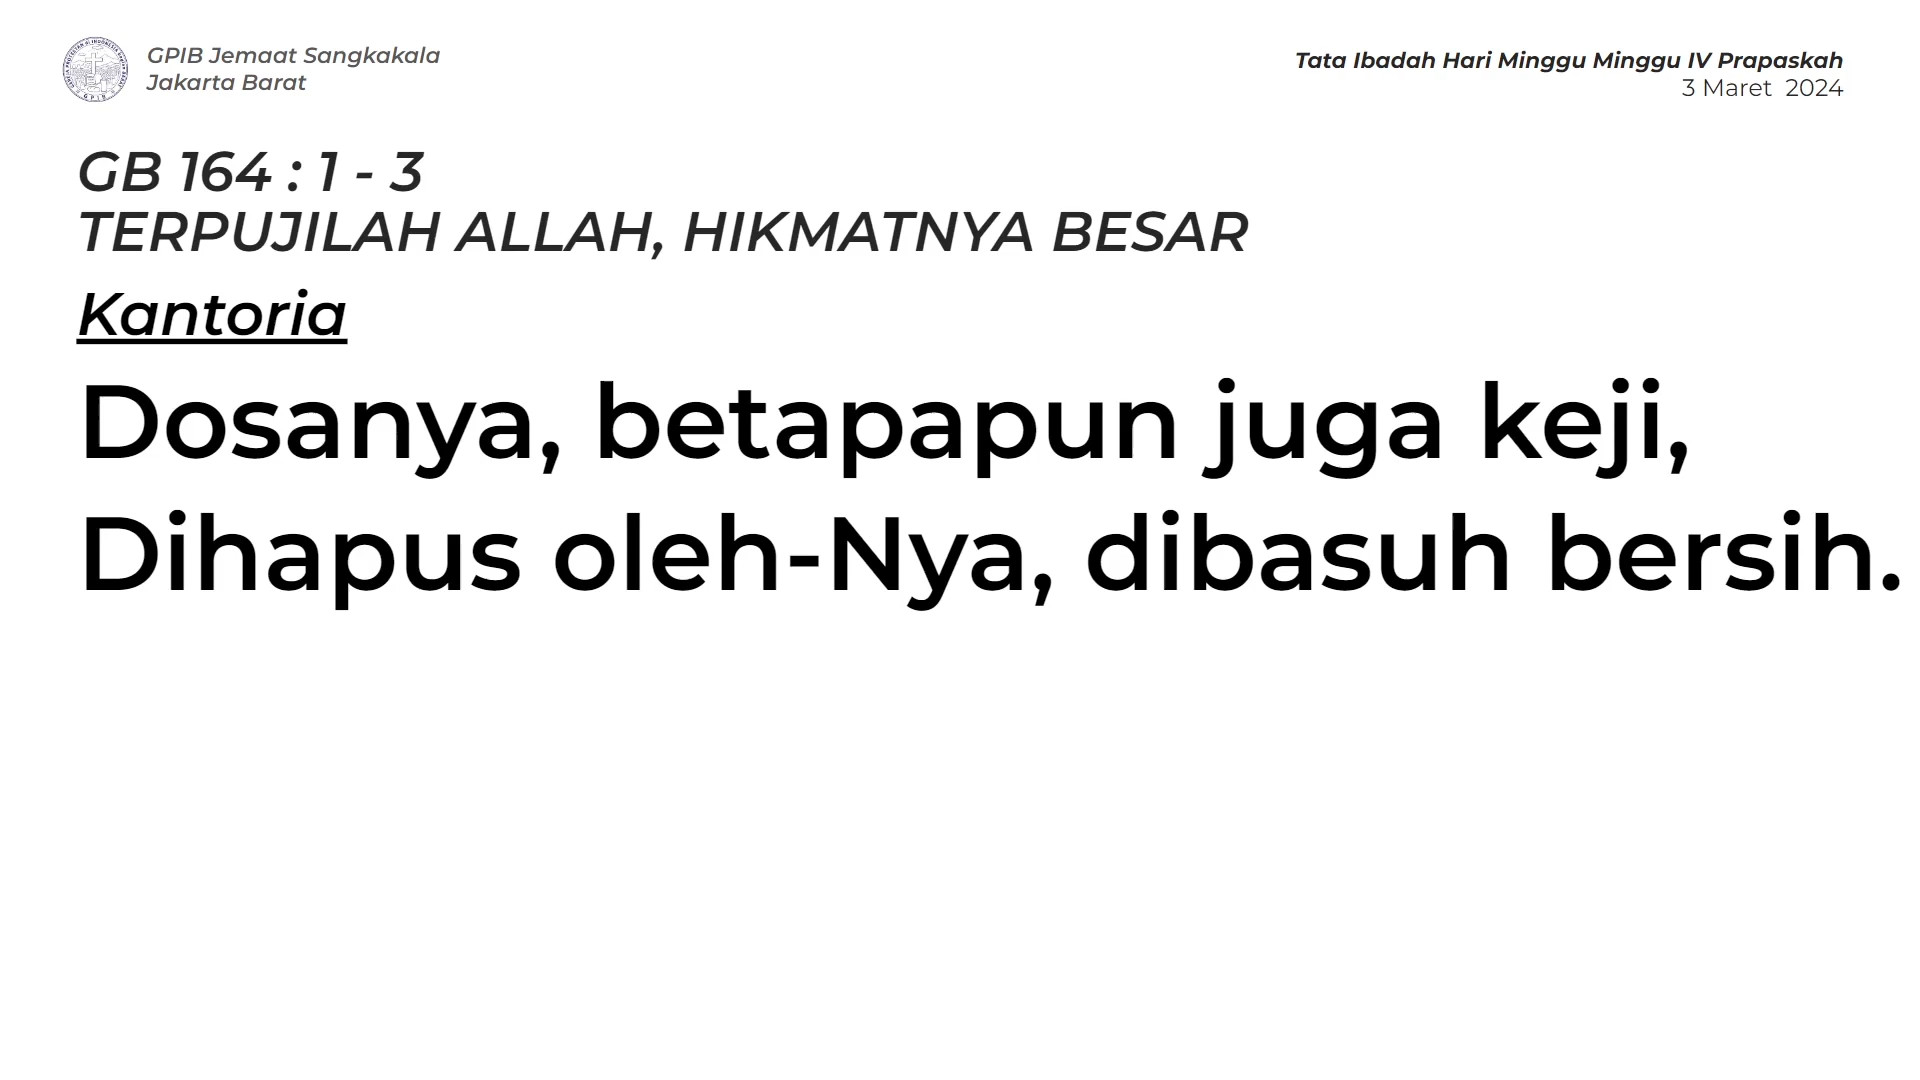 GPIB Jemaat Sangkakala
Jakarta Barat
Tata Ibadah Hari Minggu Minggu IV Prapaskah
3 Maret 2024
GB 164 : 1 - 3
TERPUJILAH ALLAH, HIKMATNYA BESAR
Kantoria
Dosanya, betapapun juga keji,
Dihapus oleh-Nya, dibasuh bersih.